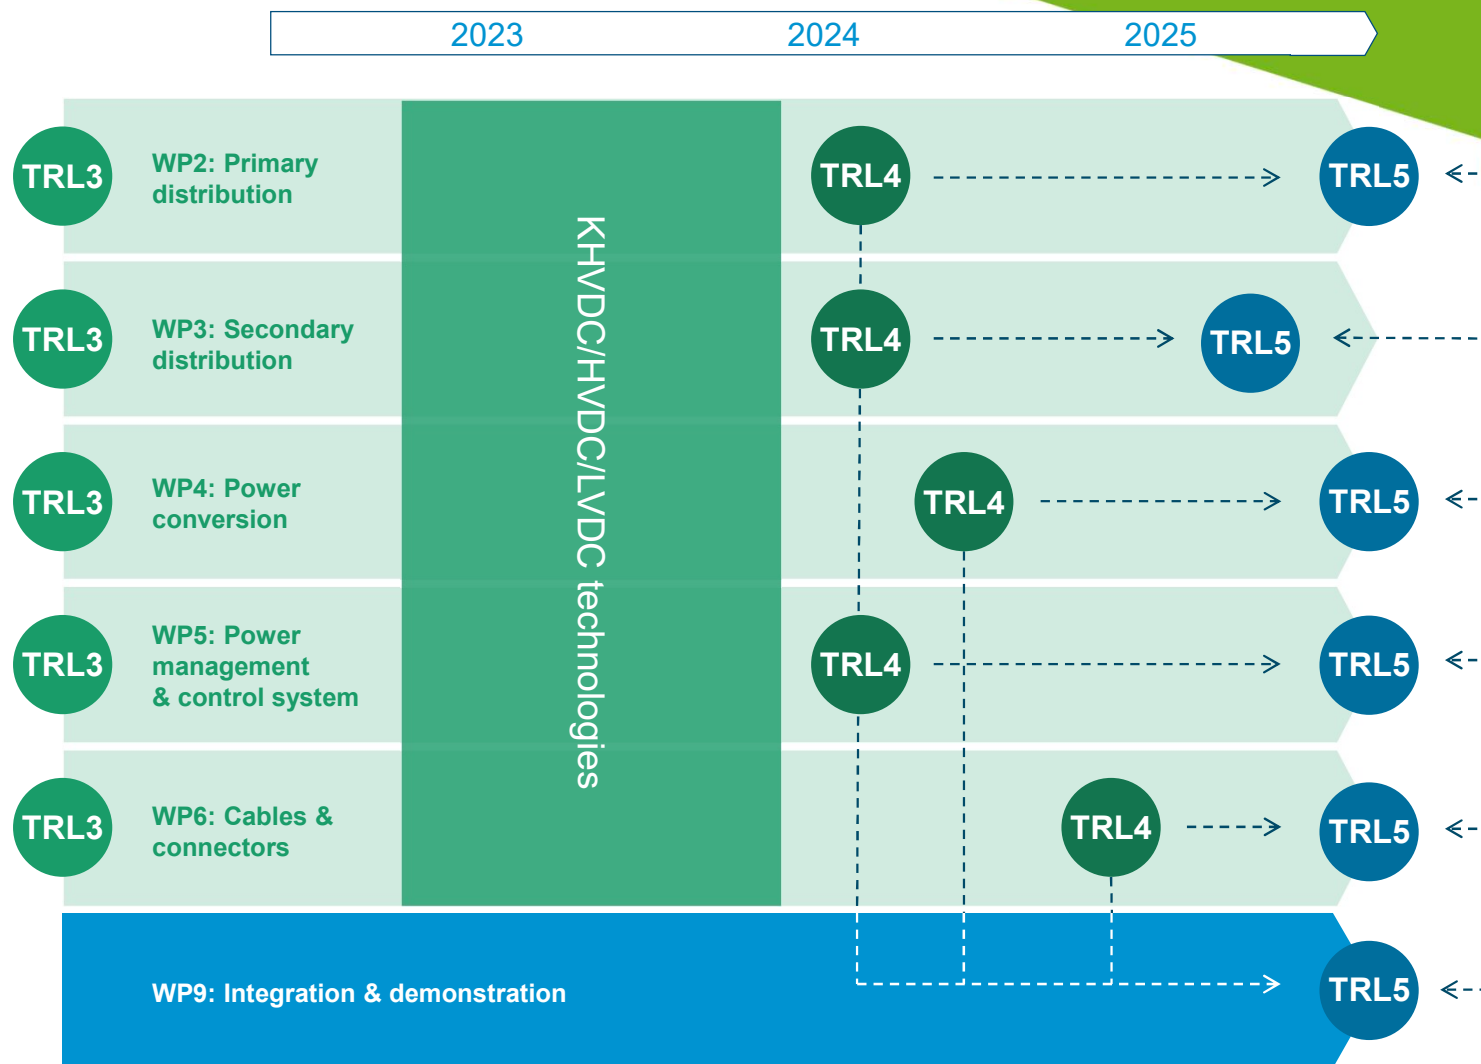 2023 2024 2025
TRL3 WP2: Primary
distribution
TRL4 TRL5
TRL3 WP3: Secondary
distribution
TRL4 TRL5
TRL3 WP4: Power
conversion
TRL4 TRL5
TRL3 WP5: Power
management
& control system
TRL4 TRL5
TRL3 WP6: Cables &
connectors
TRL4 TRL5
KHVDC/HVDC/LVDC technologies
WP9: Integration & demonstration
TRL5